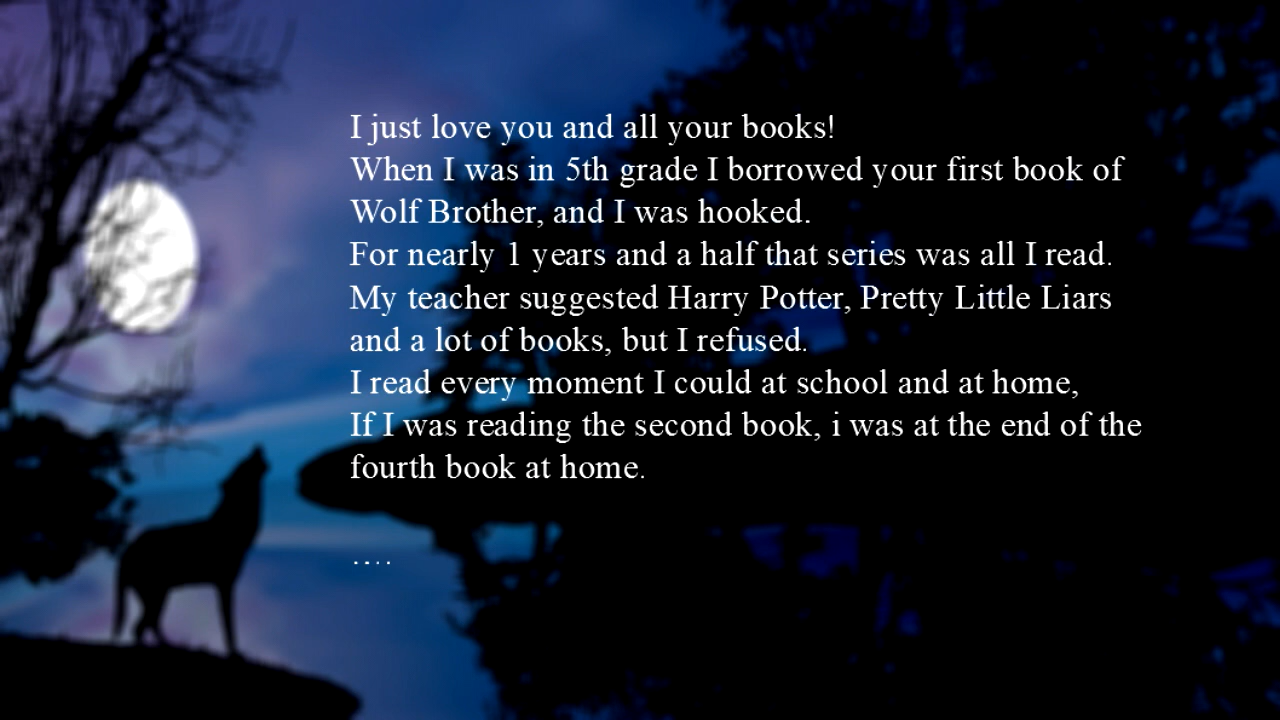 I just love you and all your books!
When I was in 5th grade I borrowed your first book of
Wolf Brother, and I was hooked.
For nearly 1 years and a half that series was all I read.
My teacher suggested Harry Potter, Pretty Little Liars
and a lot of books, but I refused.
I read every moment I could at school and at home,
If I was reading the second book, i was at the end of the
fourth book at home.
....